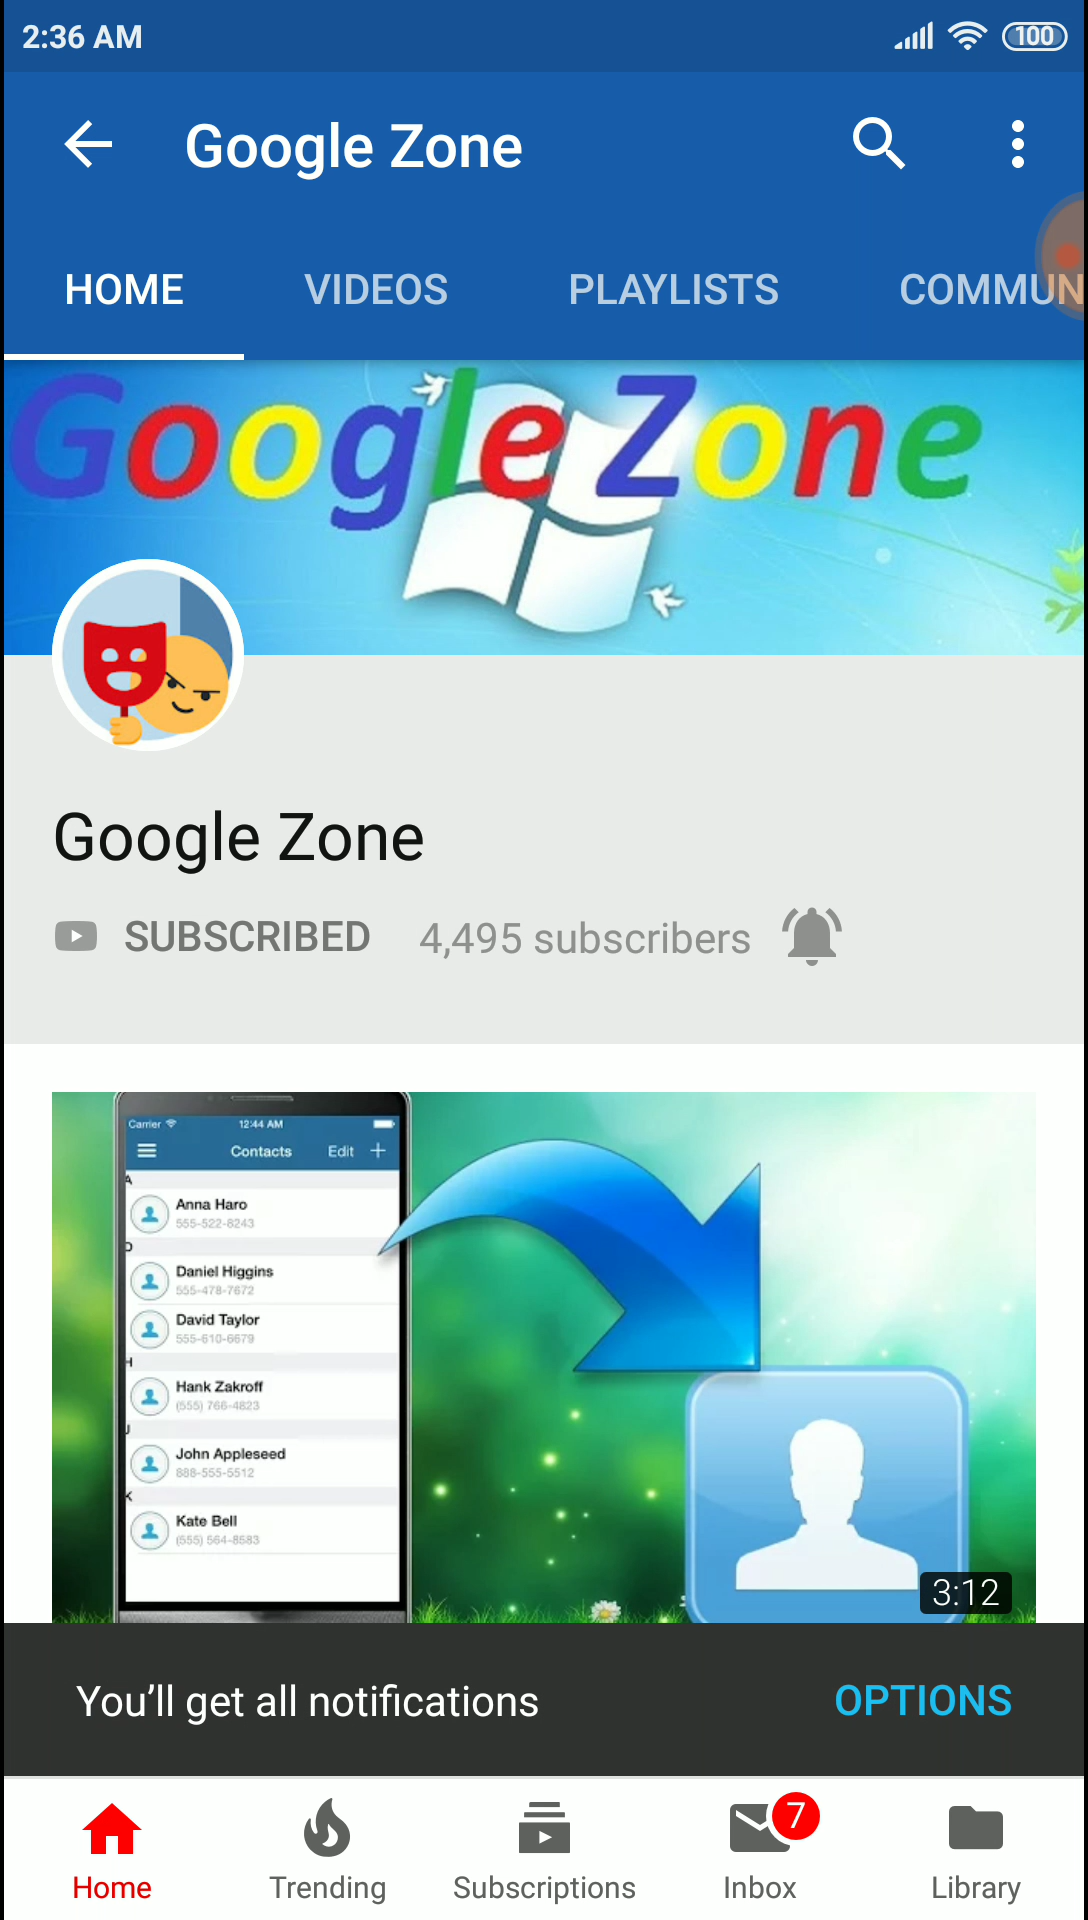 2:36 AM 100
Google Zone
HOME VIDEOS PLAYLISTS COMMUN
Google Zone
Google Zone
SUBSCRIBED 4,495 subscribers
Carrier 12:44 AM
Contacts Edit +
A
Anna Haro
555-522-8243
D
Daniel Higgins
555-478-7672
David Taylor
555-610-6679
H
Hank Zakroff
(555) 766-4823
J
John Appleseed
888-555-5512
K
Kate Bell
(555) 564-8583
3:12
You’ll get all notifications OPTIONS
7
Home Trending Subscriptions Inbox Library